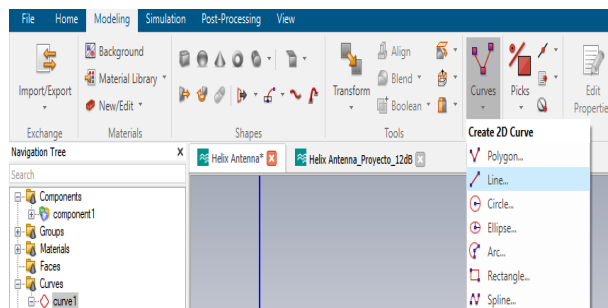 File Home Modeling Simulation Post-Processing View
Background
Material Library
New/Edit
Import/Export
Transform
Align
Blend
Boolean
Curves
Picks
Edit
Propertie
Exchange Materials Shapes Tools
Create 2D Curve
Polygon...
Line...
Circle...
Ellipse...
Arc...
Rectangle...
Spline...
Navigation Tree X
Search
Components
component1
Groups
Materials
Faces
Curves
curve1
Helix Antenna*
Helix Antenna_Proyecto_12dB